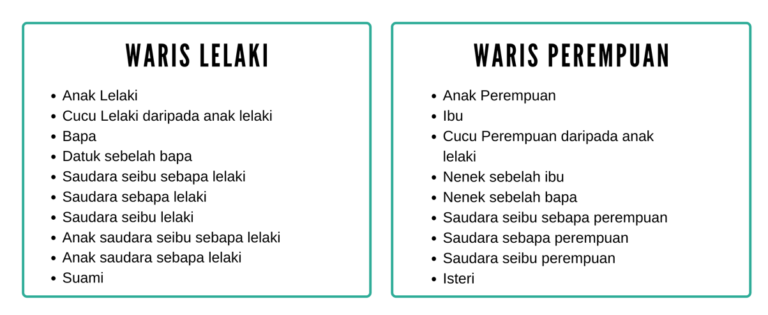 WARIS LELAKI
• Anak Lelaki
• Cucu Lelaki daripada anak lelaki
• Bapa
• Datuk sebelah bapa
• Saudara seibu sebapa lelaki
• Saudara sebapa lelaki
• Saudara seibu lelaki
• Anak saudara seibu sebapa lelaki
• Anak saudara sebapa lelaki
• Suami
WARIS PEREMPUAN
• Anak Perempuan
• Ibu
• Cucu Perempuan daripada anak
lelaki
• Nenek sebelah ibu
• Nenek sebelah bapa
• Saudara seibu sebapa perempuan
• Saudara sebapa perempuan
• Saudara seibu perempuan
• Isteri